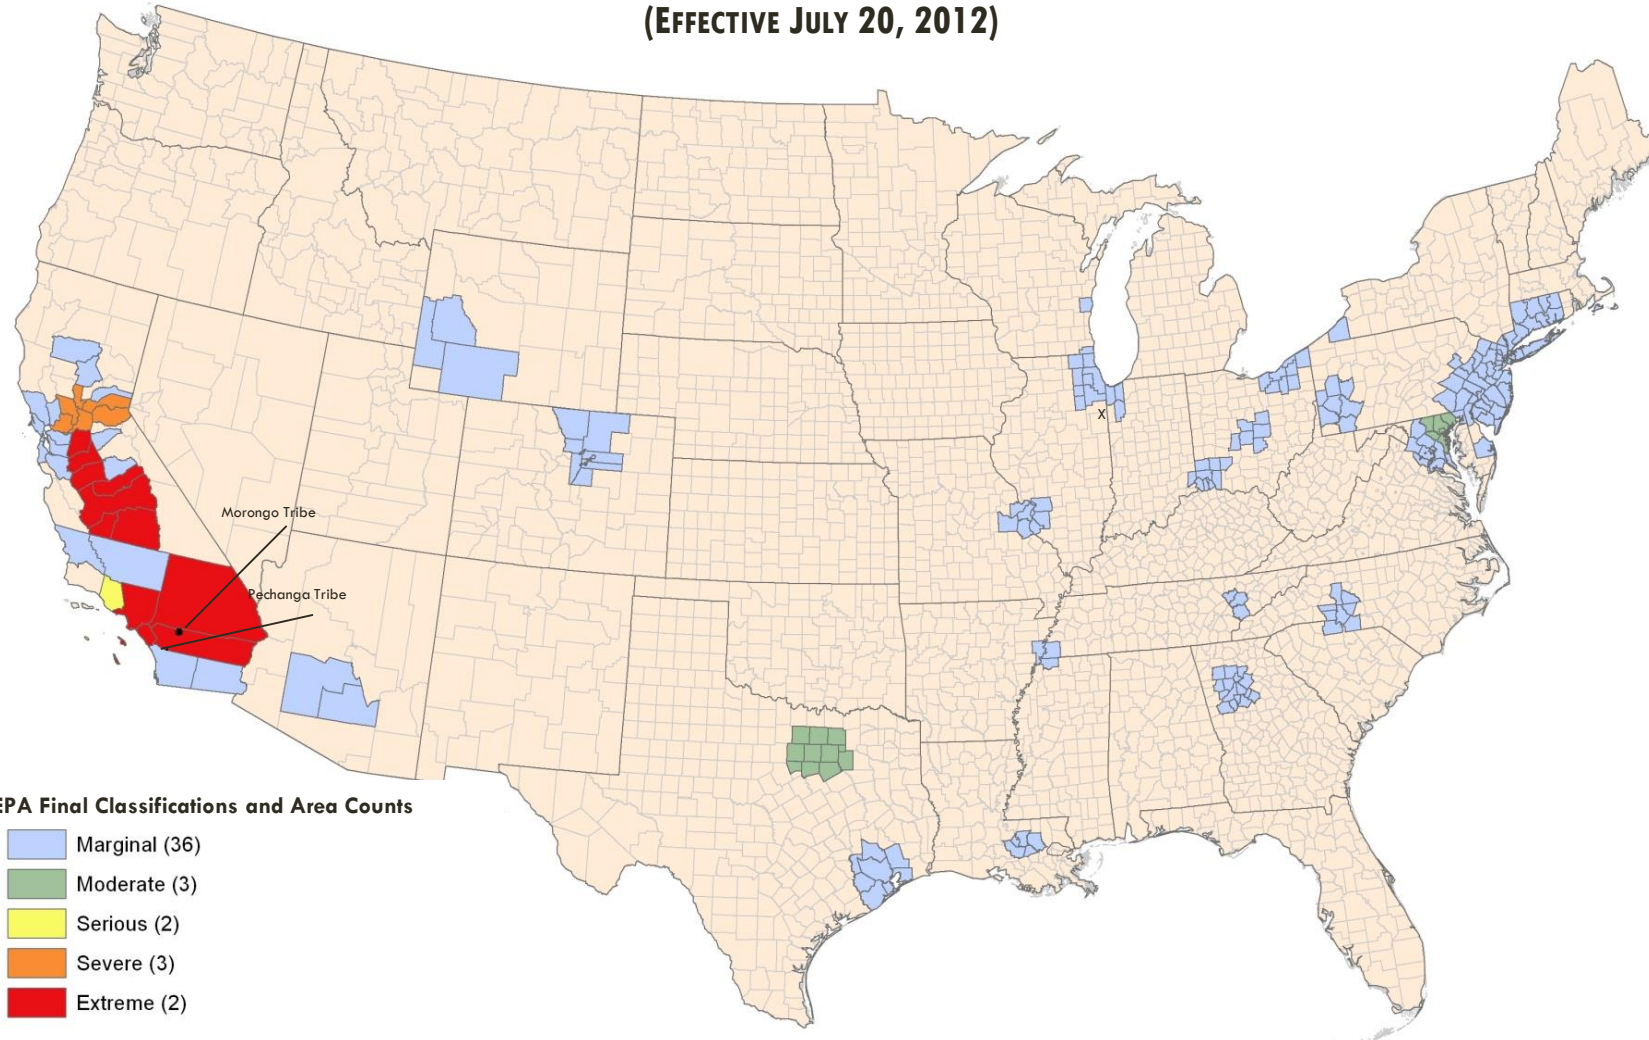 (EFFECTIVE JULY 20, 2012)
X
Morongo Tribe
Pechanga Tribe
EPA Final Classifications and Area Counts
Marginal (36)
Moderate (3)
Serious (2)
Severe (3)
Extreme (2)